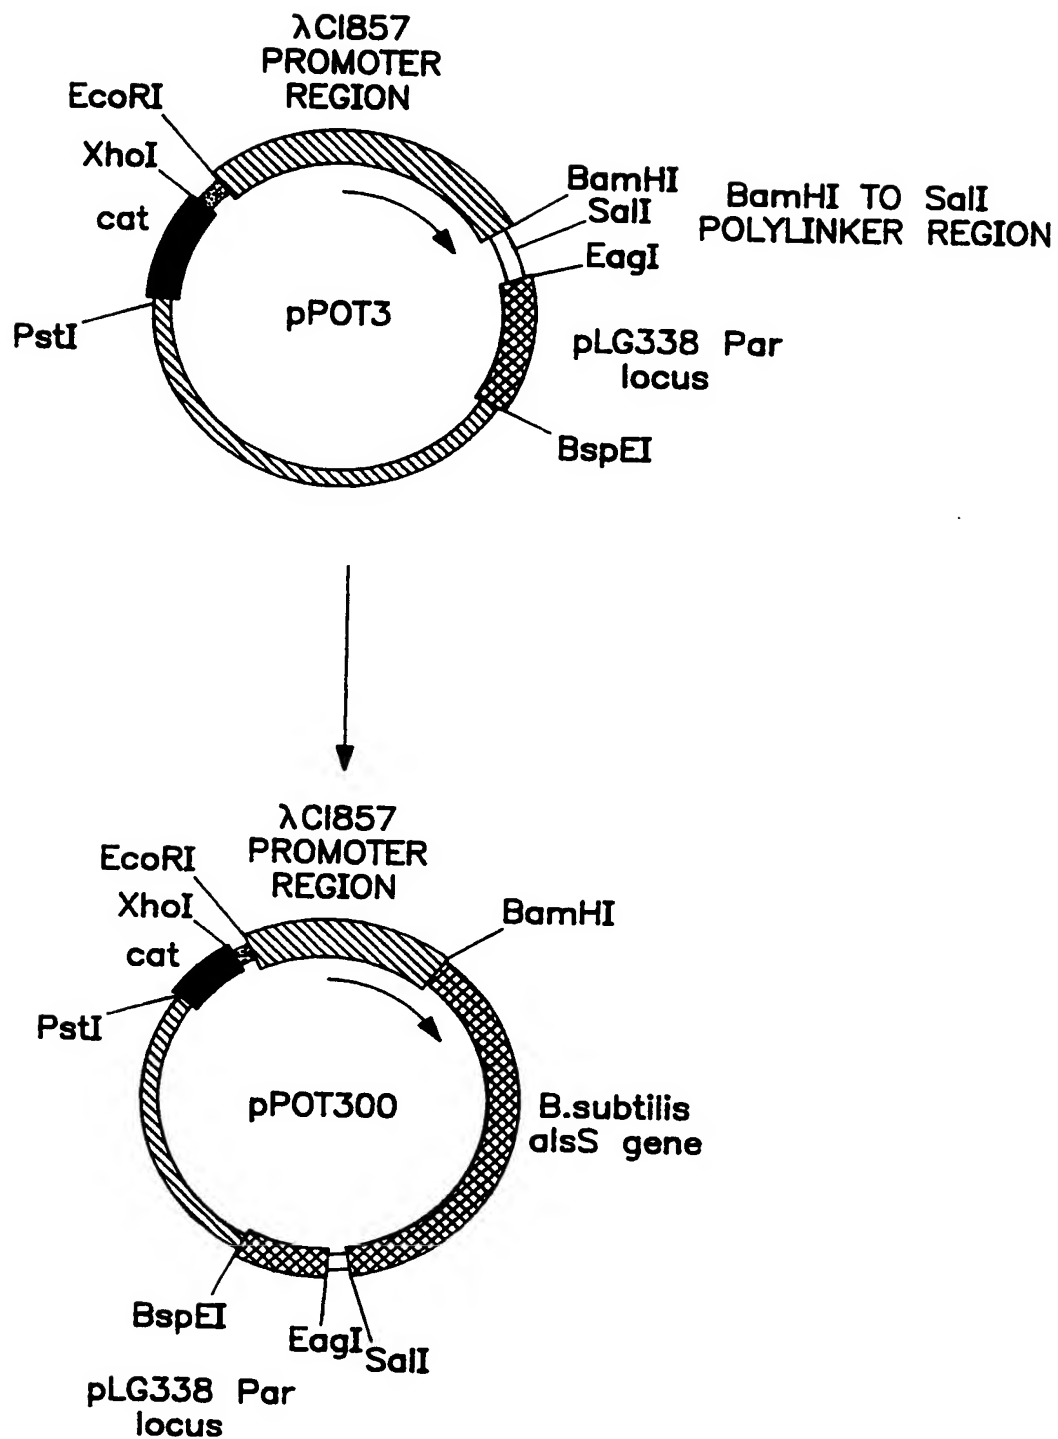 λCI857
PROMOTER
REGION
EcoRI
XhoI
cat
BamHI
SalI
BamHI TO SalI
POLYLINKER REGION
EagI
pPOT3
PstI
pLG338 Par
locus
BspEI
λCI857
PROMOTER
REGION
EcoRI
XhoI
BamHI
cat
PstI
pPOT300
B.subtilis
alsS gene
BspEI
EagI
SalI
pLG338 Par
locus